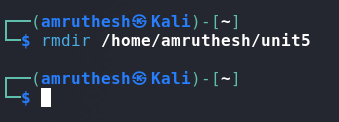 ┌──(amruthesh㉿Kali)-[~]
└─$ rmdir /home/amruthesh/unit5
┌──(amruthesh㉿Kali)-[~]
└─$